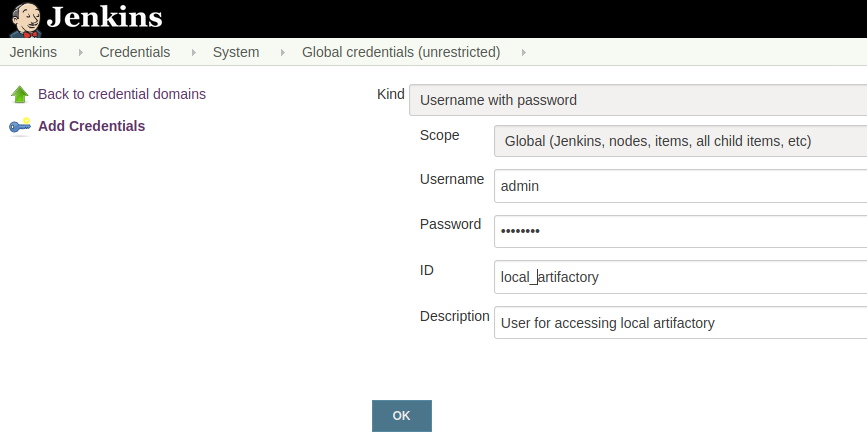 Jenkins
Jenkins Credentials System Global credentials (unrestricted)
Back to credential domains
Add Credentials
Kind Username with password
Scope Global (Jenkins, nodes, items, all child items, etc)
Username admin
Password ••••••••
ID local_artifactory
Description User for accessing local artifactory
OK